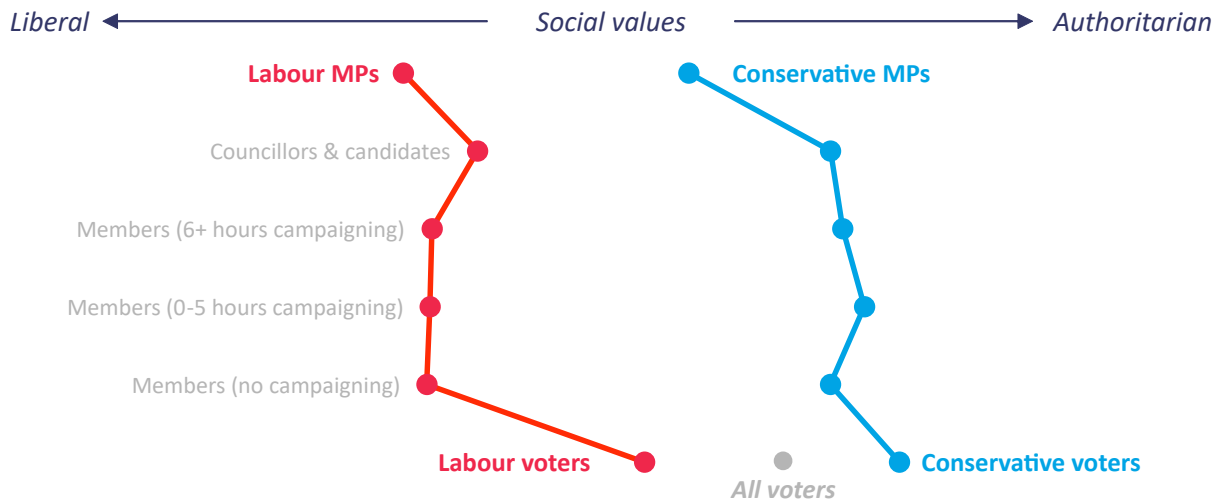 Liberal Social values Authoritarian
Labour MPs Conservative MPs
Councillors & candidates
Members (6+ hours campaigning)
Members (0-5 hours campaigning)
Members (no campaigning)
Labour voters Conservative voters
All voters